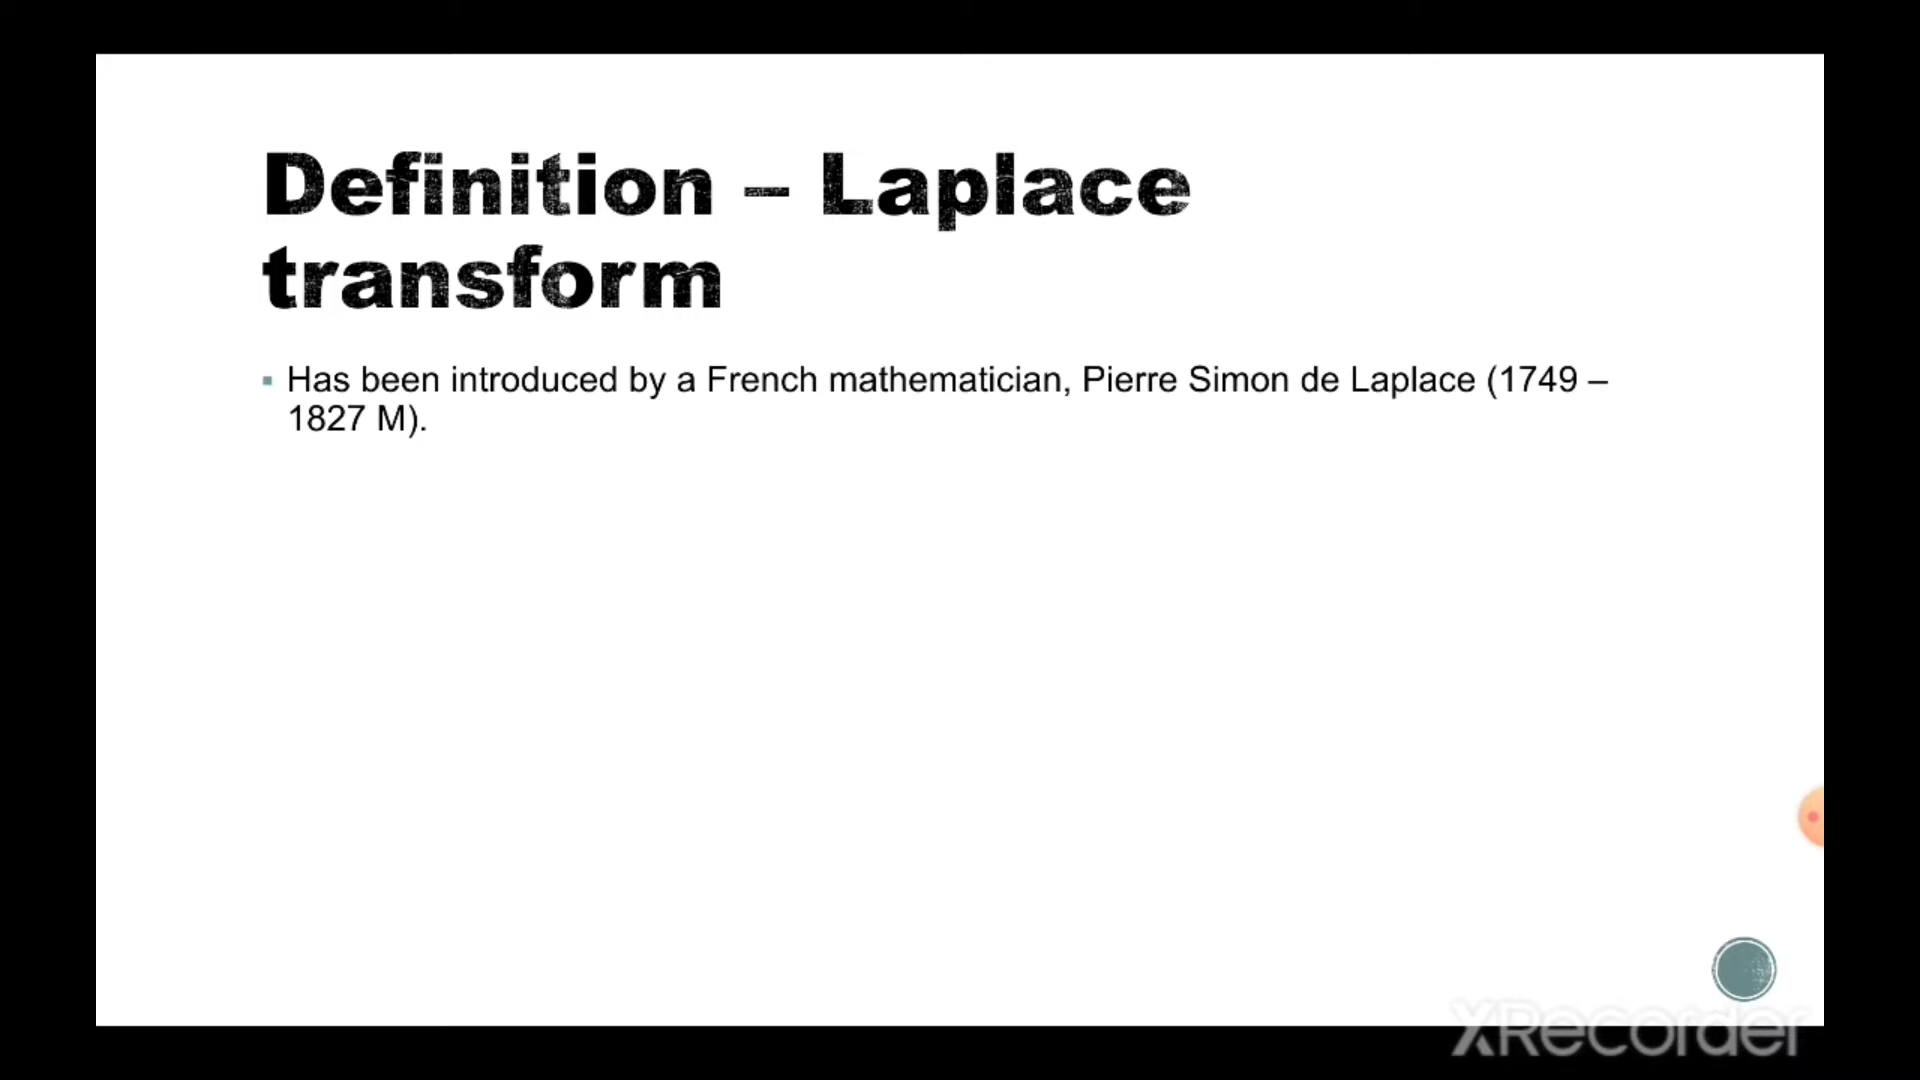 Definition – Laplace
transform
▪ Has been introduced by a French mathematician, Pierre Simon de Laplace (1749 –
1827 M).
XRecorder